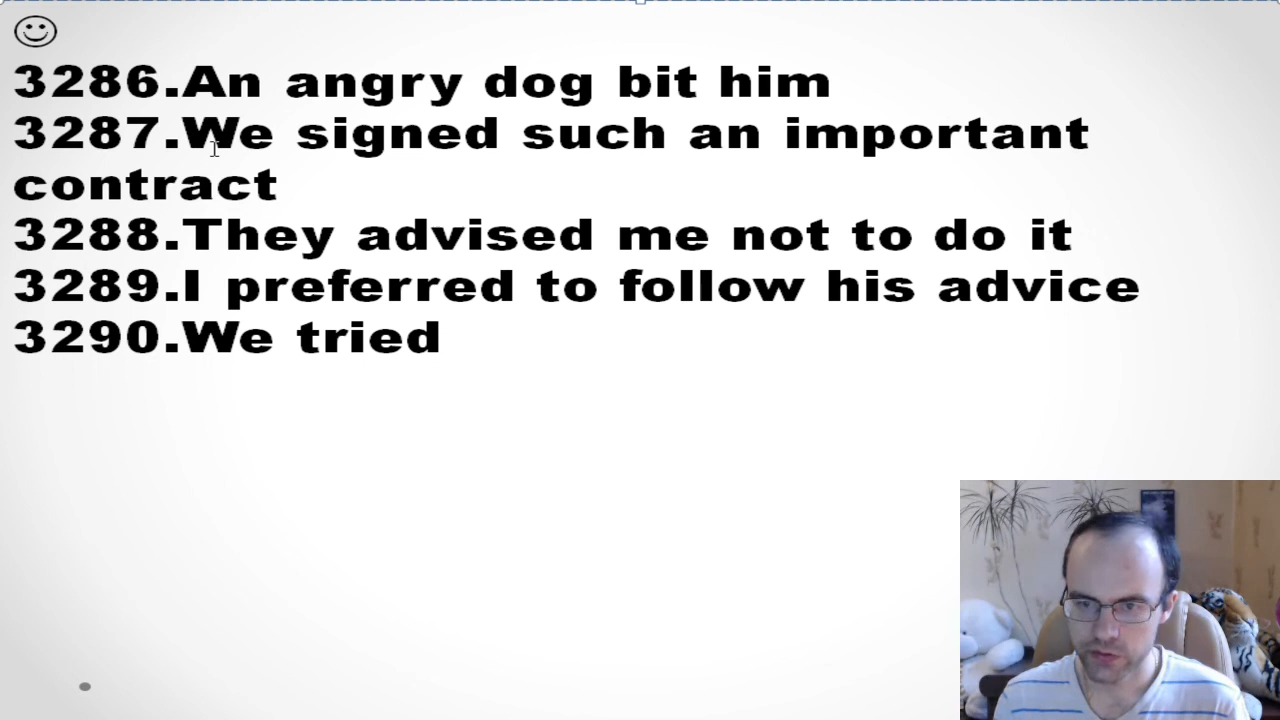 3286.An angry dog bit him
3287.We signed such an important
contract
3288.They advised me not to do it
3289.I preferred to follow his advice
3290.We tried